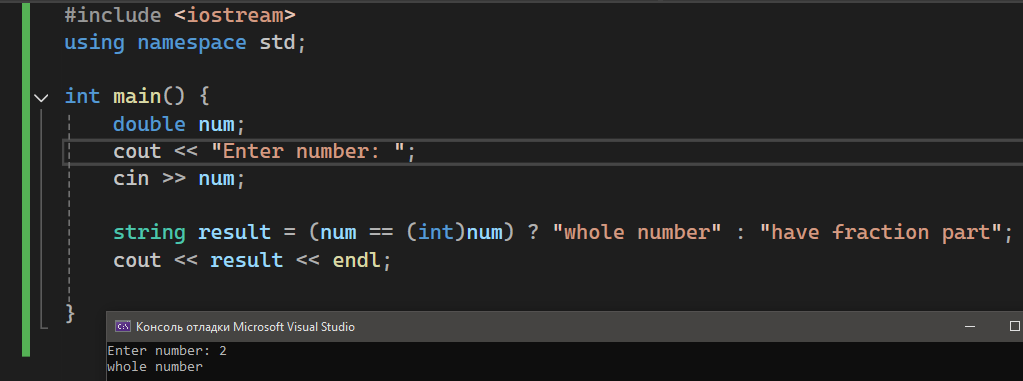 #include <iostream>
using namespace std;
int main() {
double num;
cout << "Enter number: ";
cin >> num;
string result = (num == (int)num) ? "whole number" : "have fraction part";
cout << result << endl;
}
C:\ Консоль отладки Microsoft Visual Studio
Enter number: 2
whole number